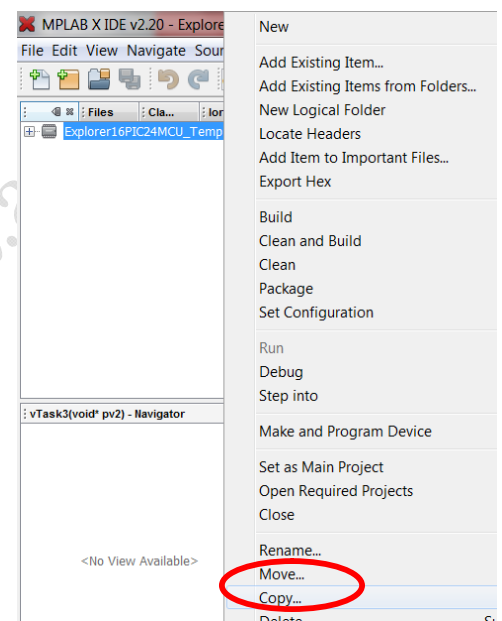 MPLAB X IDE v2.20 - Explore
File Edit View Navigate Sour
Files Cla...
Explorer16PIC24MCU_Temp
vTask3(void* pv2) - Navigator
<No View Available>
New
Add Existing Item...
Add Existing Items from Folders...
New Logical Folder
Locate Headers
Add Item to Important Files...
Export Hex
Build
Clean and Build
Clean
Package
Set Configuration
Run
Debug
Step into
Make and Program Device
Set as Main Project
Open Required Projects
Close
Rename...
Move...
Copy...
Delete